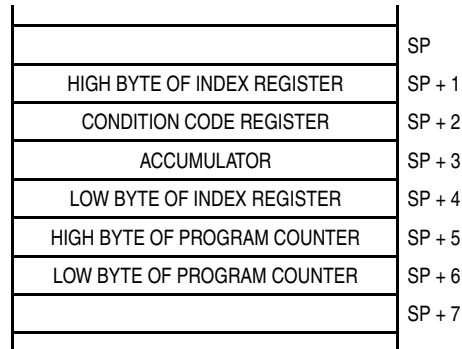 SP
HIGH BYTE OF INDEX REGISTER SP + 1
CONDITION CODE REGISTER SP + 2
ACCUMULATOR SP + 3
LOW BYTE OF INDEX REGISTER SP + 4
HIGH BYTE OF PROGRAM COUNTER SP + 5
LOW BYTE OF PROGRAM COUNTER SP + 6
SP + 7